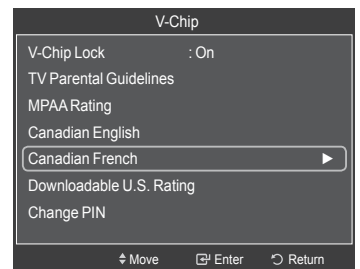 V-Chip
V-Chip Lock : On
TV Parental Guidelines
MPAA Rating
Canadian English
Canadian French ►
Downloadable U.S. Rating
Change PIN
Move Enter Return